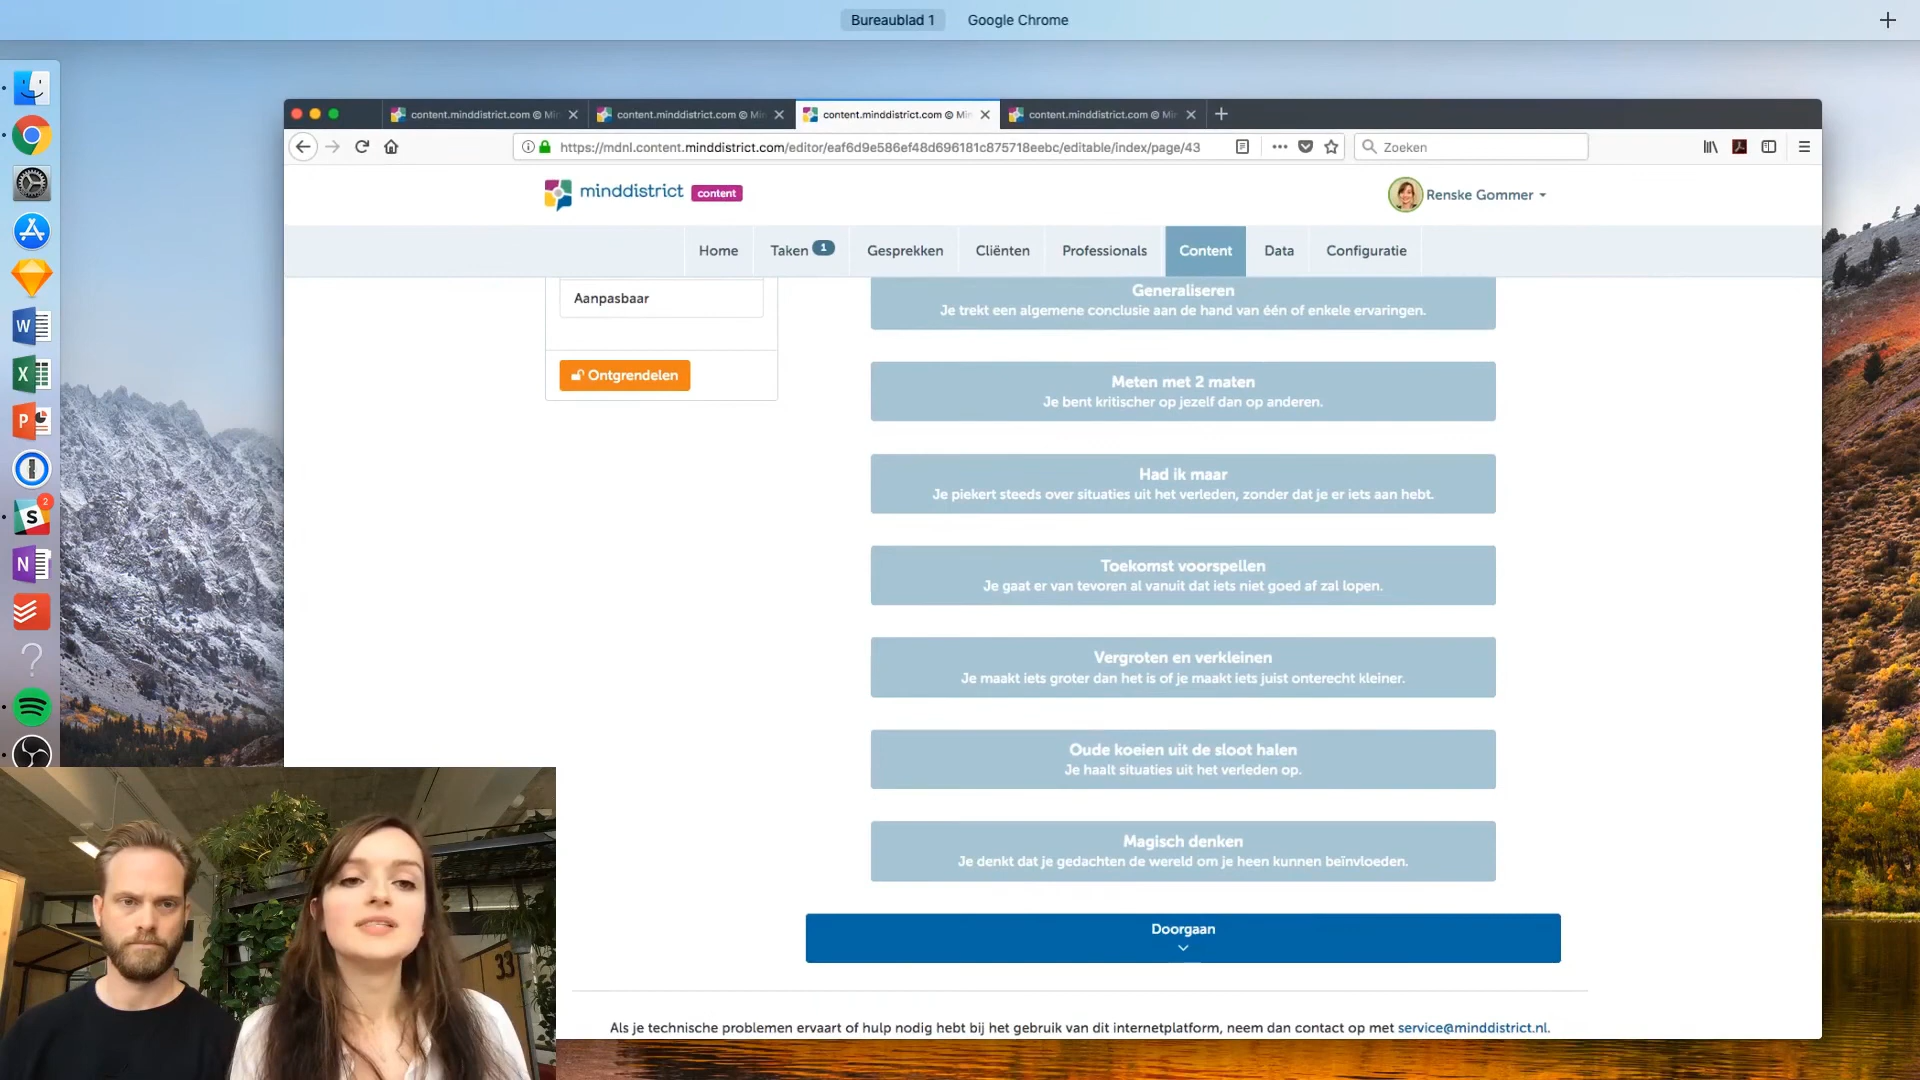 Bureaublad 1
Google Chrome
content.minddistrict.com © Min
content.minddistrict.com © Min
content.minddistrict.com © Min
content.minddistrict.com © Min
https://mdnl.content.minddistrict.com/editor/eaf6d9e586ef48d696181c875718eebc/editable/index/page/43
Zoeken
minddistrict content
Renske Gommer
Home
Taken 1
Gesprekken
Cliënten
Professionals
Content
Data
Configuratie
Aanpasbaar
Ontgrendelen
Generaliseren
Je trekt een algemene conclusie aan de hand van één of enkele ervaringen.
Meten met 2 maten
Je bent kritischer op jezelf dan op anderen.
Had ik maar
Je piekert steeds over situaties uit het verleden, zonder dat je er iets aan hebt.
Toekomst voorspellen
Je gaat er van tevoren al vanuit dat iets niet goed af zal lopen.
Vergroten en verkleinen
Je maakt iets groter dan het is of je maakt iets juist onterecht kleiner.
Oude koeien uit de sloot halen
Je haalt situaties uit het verleden op.
Magisch denken
Je denkt dat je gedachten de wereld om je heen kunnen beïnvloeden.
Doorgaan
Als je technische problemen ervaart of hulp nodig hebt bij het gebruik van dit internetplatform, neem dan contact op met service@minddistrict.nl.
W
X
P
2
S
N
?
33